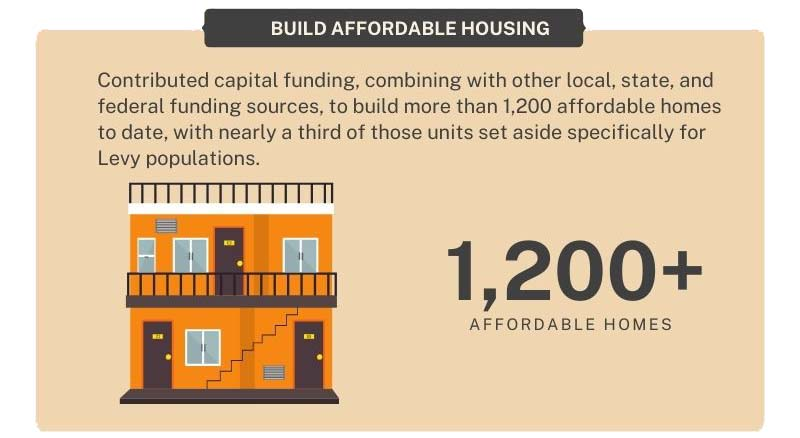 BUILD AFFORDABLE HOUSING
Contributed capital funding, combining with other local, state, and
federal funding sources, to build more than 1,200 affordable homes
to date, with nearly a third of those units set aside specifically for
Levy populations.
1,200+
AFFORDABLE HOMES